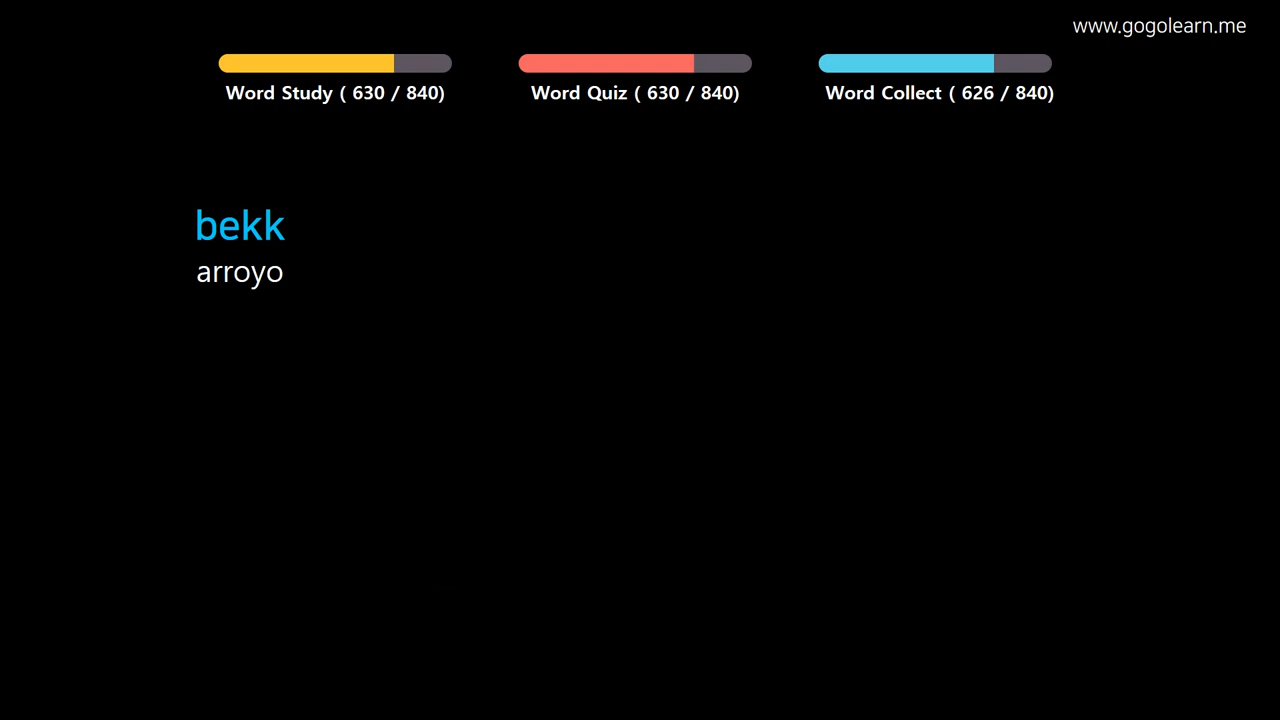 www.gogolearn.me
Word Study ( 630 / 840)
Word Quiz ( 630 / 840)
Word Collect ( 626 / 840)
bekk
arroyo